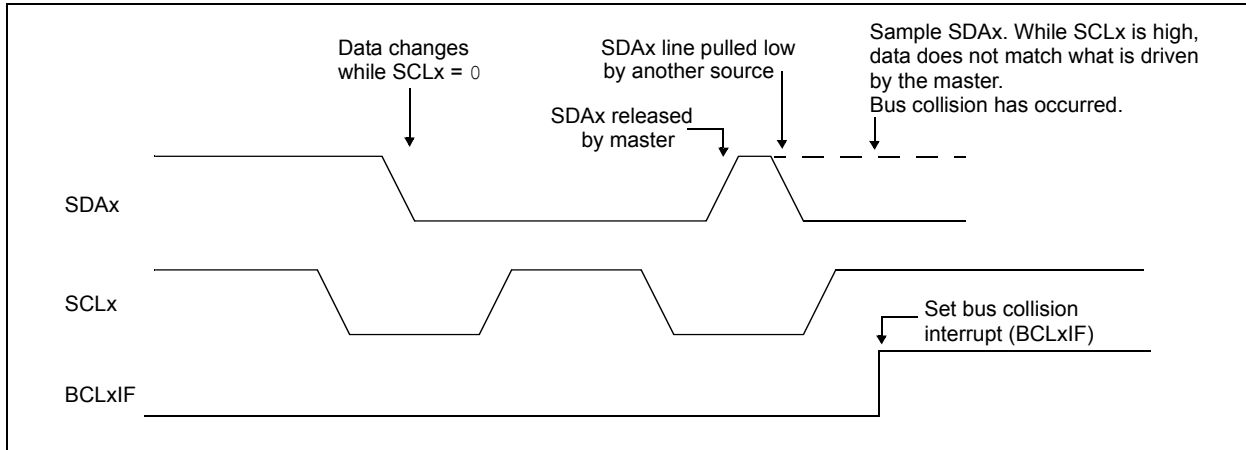 Data changes
while SCLx = 0
SDAx line pulled low
by another source
Sample SDAx. While SCLx is high,
data does not match what is driven
by the master.
Bus collision has occurred.
SDAx released
by master
SDAx
SCLx
Set bus collision
interrupt (BCLxIF)
BCLxIF